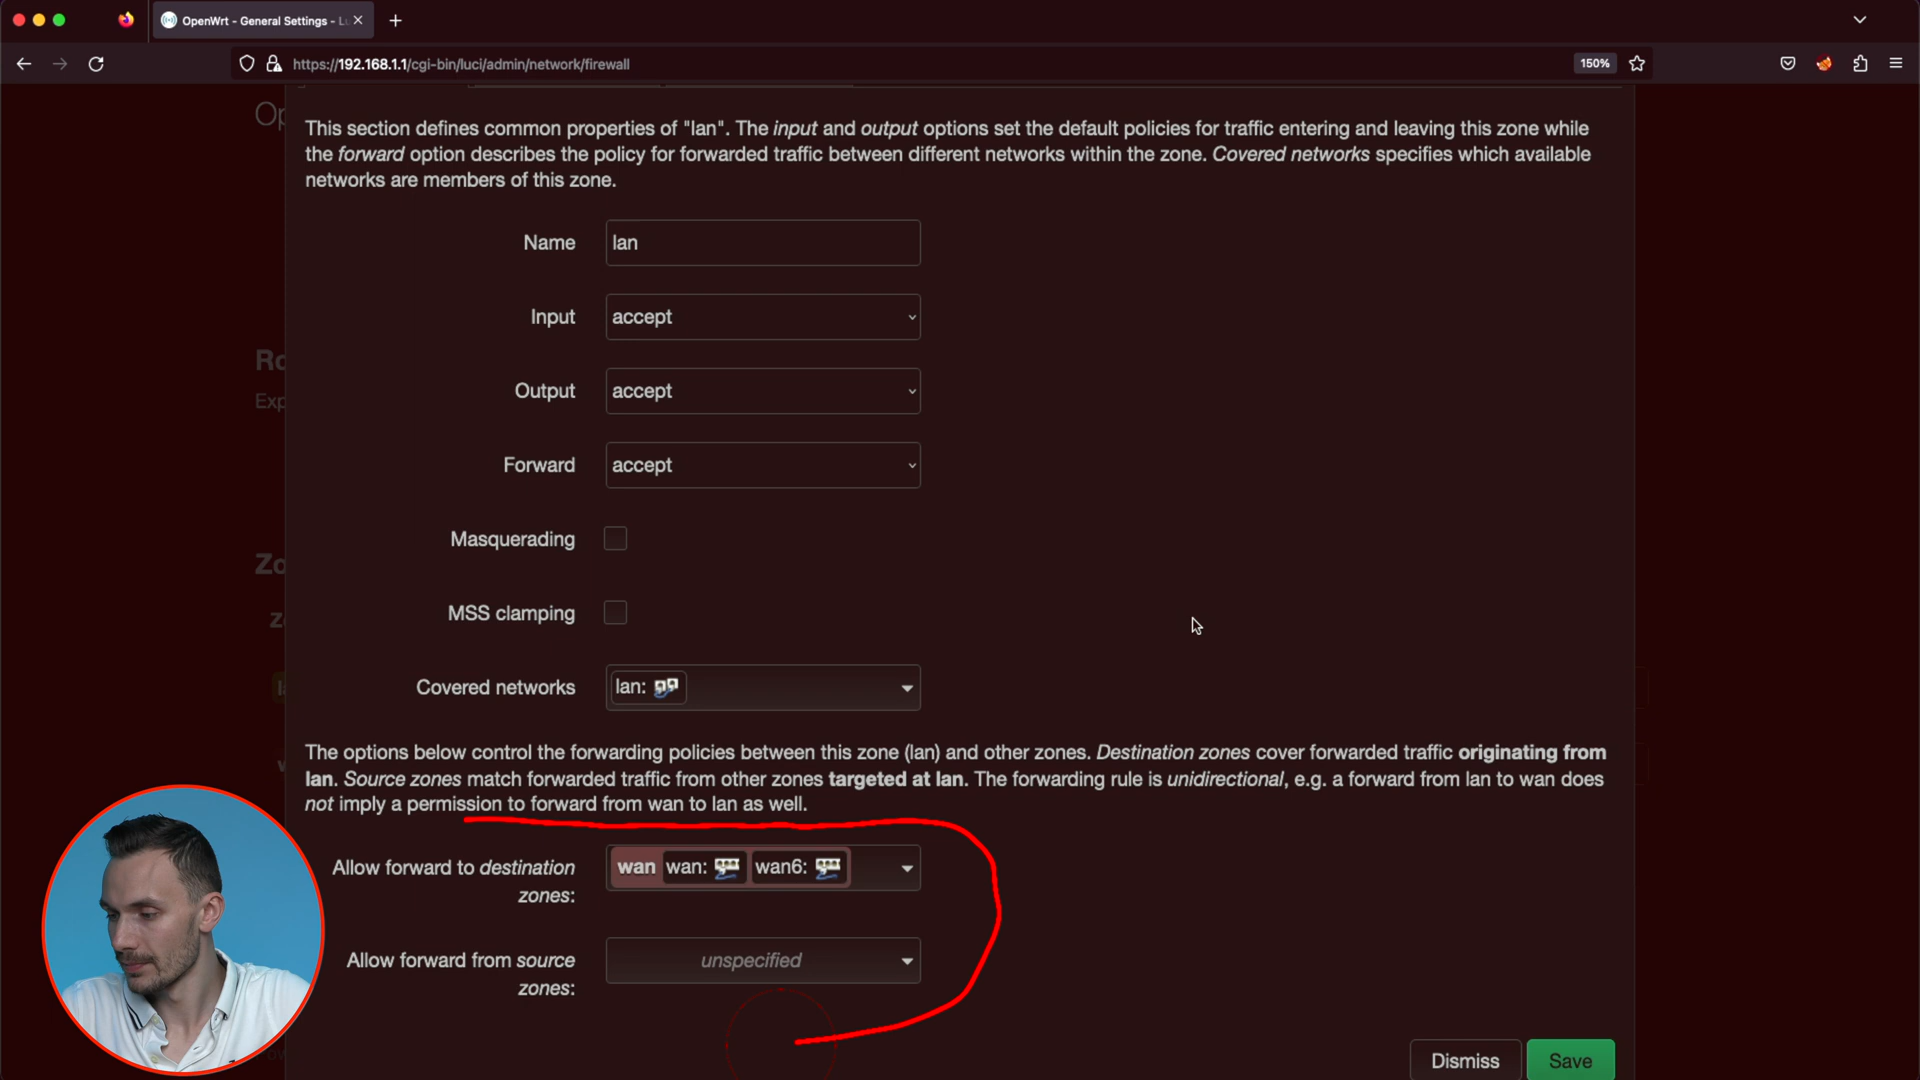 OpenWrt - General Settings - Lu
https://192.168.1.1/cgi-bin/luci/admin/network/firewall
150%
Op
This section defines common properties of "lan". The input and output options set the default policies for traffic entering and leaving this zone while
the forward option describes the policy for forwarded traffic between different networks within the zone. Covered networks specifies which available
networks are members of this zone.
Name
lan
Input
accept
Ro
Exp
Output
accept
Forward
accept
Masquerading
Zo
MSS clamping
Covered networks
lan:
The options below control the forwarding policies between this zone (lan) and other zones. Destination zones cover forwarded traffic originating from
lan. Source zones match forwarded traffic from other zones targeted at lan. The forwarding rule is unidirectional, e.g. a forward from lan to wan does
not imply a permission to forward from wan to lan as well.
Allow forward to destination
zones:
wan wan: wan6:
Allow forward from source
zones:
unspecified
Dismiss
Save